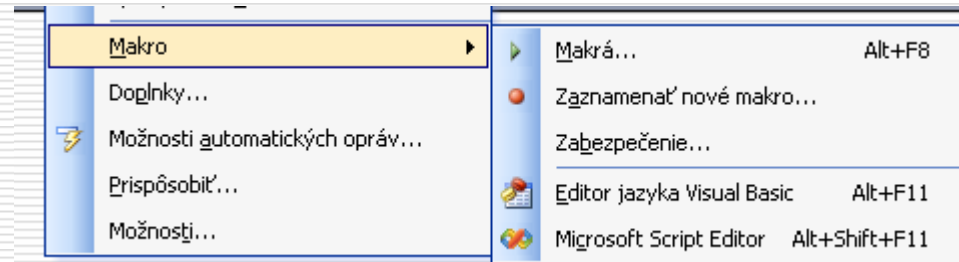 Makro
Doplnky...
Možnosti automatických opráv...
Prispôsobiť...
Možnosti...
Makrá... Alt+F8
Zaznamenať nové makro...
Zabezpečenie...
Editor jazyka Visual Basic Alt+F11
Microsoft Script Editor Alt+Shift+F11